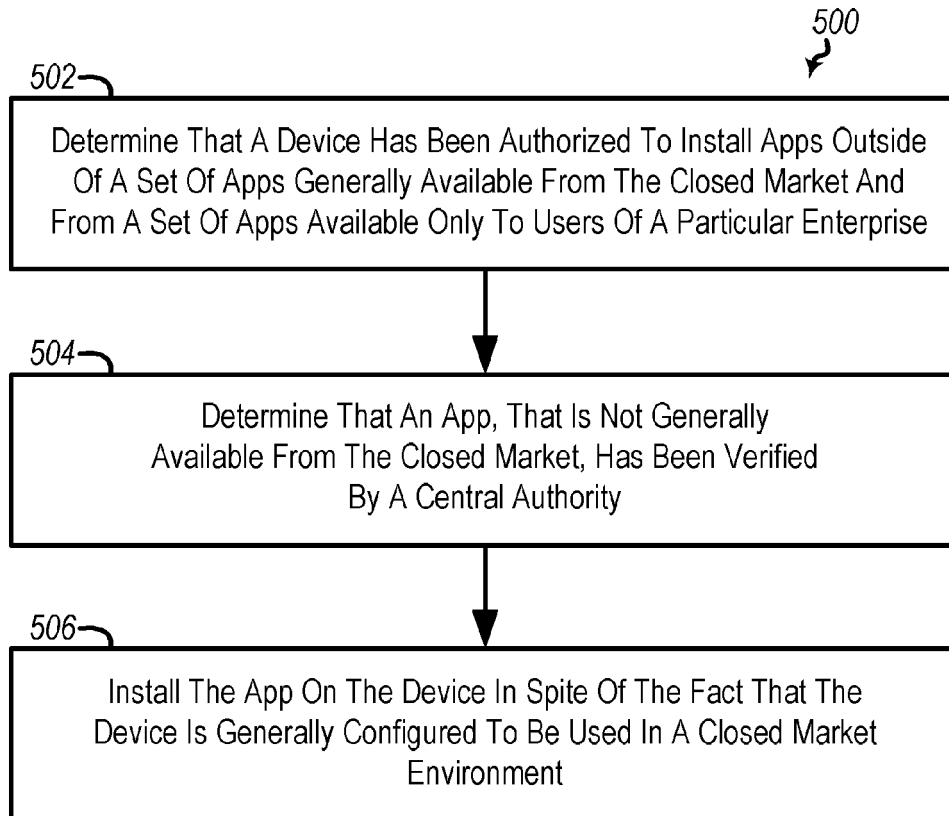 500
502
Determine That A Device Has Been Authorized To Install Apps Outside
Of A Set Of Apps Generally Available From The Closed Market And
From A Set Of Apps Available Only To Users Of A Particular Enterprise
504
Determine That An App, That Is Not Generally
Available From The Closed Market, Has Been Verified
By A Central Authority
506
Install The App On The Device In Spite Of The Fact That The
Device Is Generally Configured To Be Used In A Closed Market
Environment